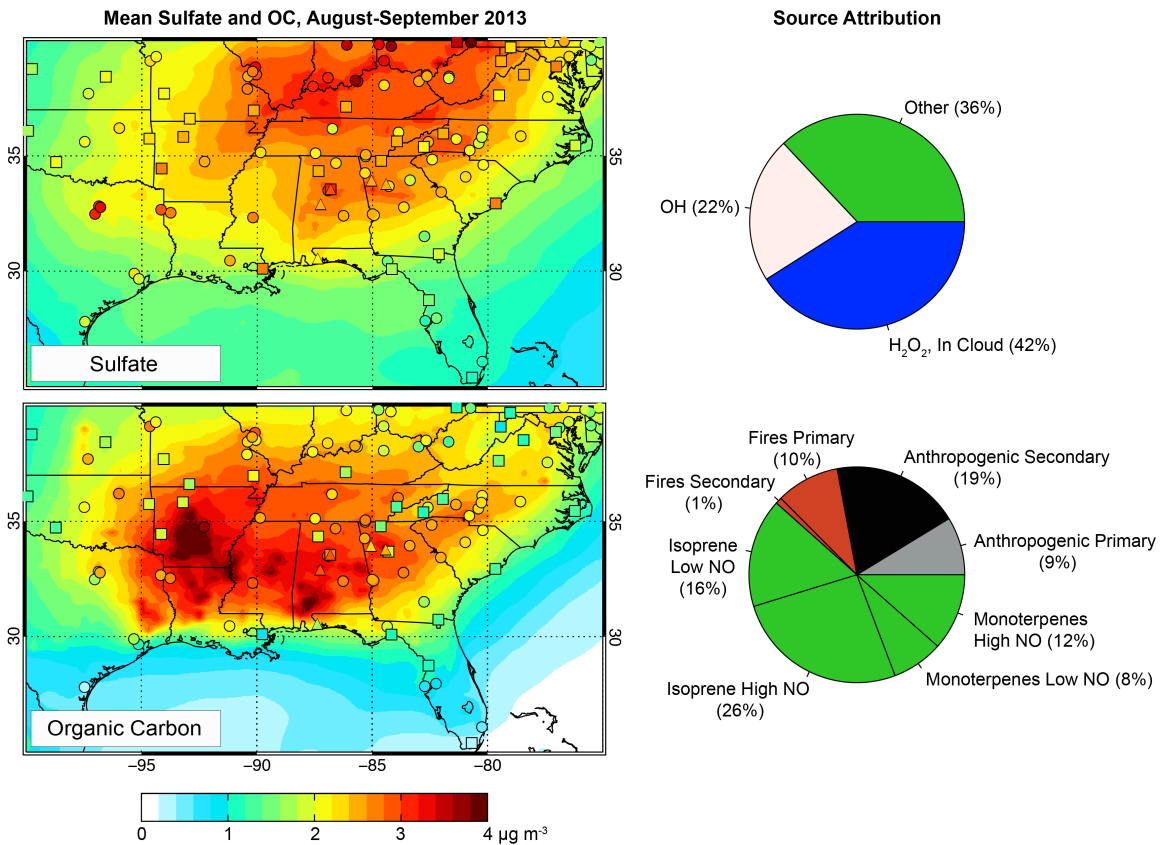 Mean Sulfate and OC, August-September 2013
Source Attribution
35
35
30
30
Sulfate
Other (36%)
OH (22%)
H₂O₂, In Cloud (42%)
35
35
30
30
Organic Carbon
−95
−90
−85
−80
0
1
2
3
4 μg m⁻³
Fires Primary
(10%)
Anthropogenic Secondary
(19%)
Fires Secondary
(1%)
Anthropogenic Primary
(9%)
Isoprene
Low NO
(16%)
Monoterpenes
High NO (12%)
Monoterpenes Low NO (8%)
Isoprene High NO
(26%)